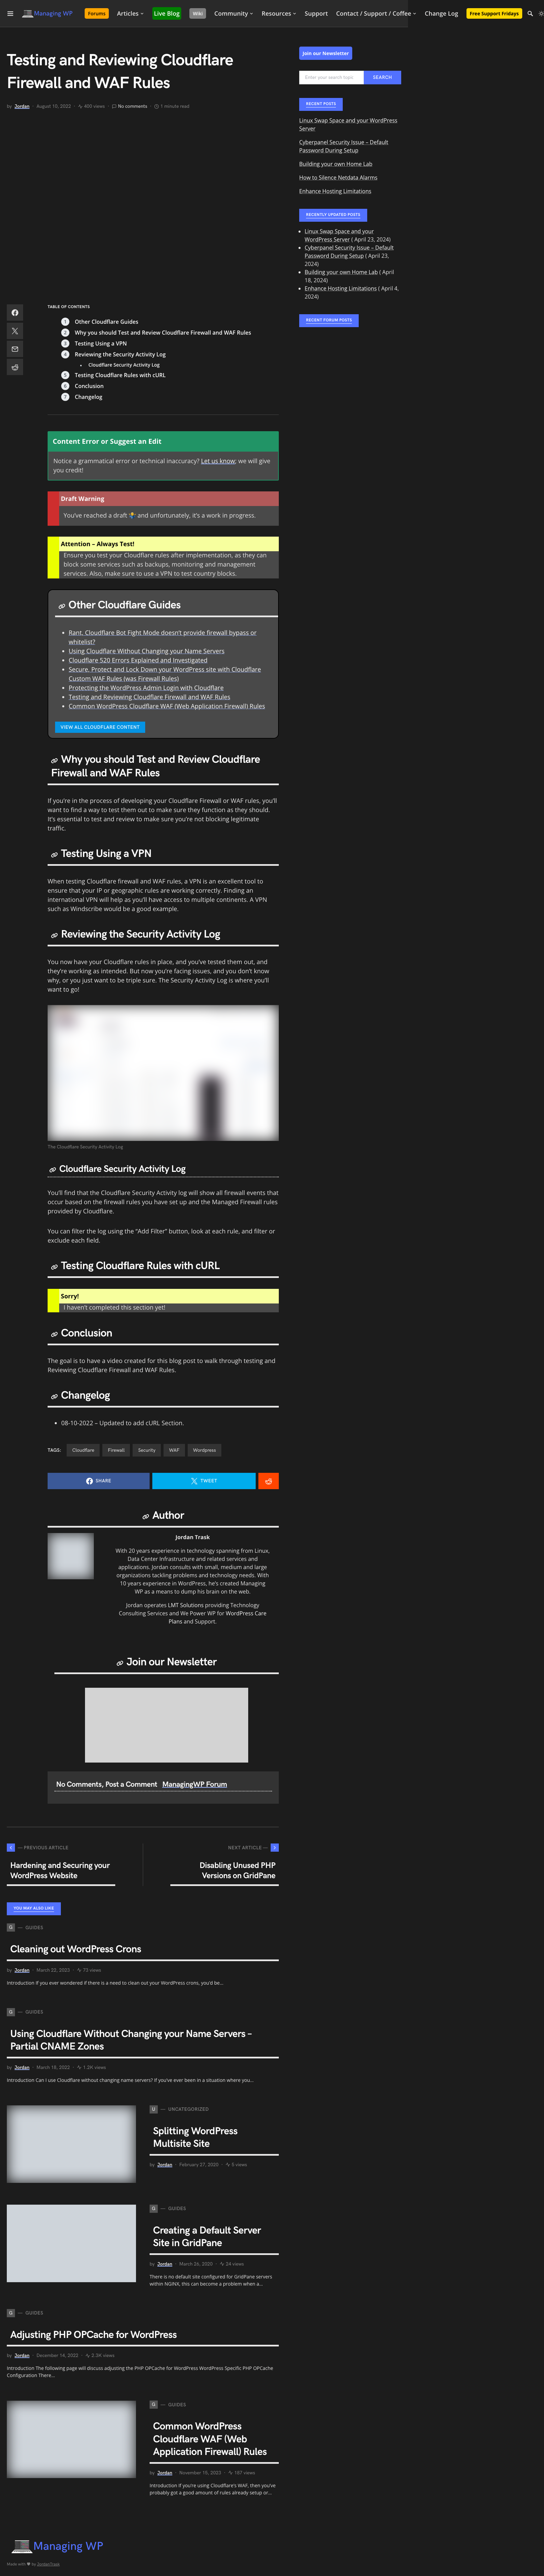 Managing WP Forums Articles Live Blog Wiki Community Resources Support Contact / Support / Coffee Change Log Free Support Fridays
Testing and Reviewing Cloudflare
Firewall and WAF Rules
by Jordan August 10, 2022 400 views No comments 1 minute read
TABLE OF CONTENTS
1 Other Cloudflare Guides
2 Why you should Test and Review Cloudflare Firewall and WAF Rules
3 Testing Using a VPN
4 Reviewing the Security Activity Log
Cloudflare Security Activity Log
5 Testing Cloudflare Rules with cURL
6 Conclusion
7 Changelog
Content Error or Suggest an Edit
Notice a grammatical error or technical inaccuracy? Let us know; we will give
you credit!
Draft Warning
You’ve reached a draft and unfortunately, it’s a work in progress.
Attention – Always Test!
Ensure you test your Cloudflare rules after implementation, as they can
block some services such as backups, monitoring and management
services. Also, make sure to use a VPN to test country blocks.
Other Cloudflare Guides
Rant, Cloudflare Bot Fight Mode doesn’t provide firewall bypass or
whitelist?
Using Cloudflare Without Changing your Name Servers
Cloudflare 520 Errors Explained and Investigated
Secure, Protect and Lock Down your WordPress site with Cloudflare
Custom WAF Rules (was Firewall Rules)
Protecting the WordPress Admin Login with Cloudflare
Testing and Reviewing Cloudflare Firewall and WAF Rules
Common WordPress Cloudflare WAF (Web Application Firewall) Rules
VIEW ALL CLOUDFLARE CONTENT
Why you should Test and Review Cloudflare
Firewall and WAF Rules
If you’re in the process of developing your Cloudflare Firewall or WAF rules, you’ll
want to find a way to test them out to make sure they function as they should.
It’s essential to test and review to make sure you’re not blocking legitimate
traffic.
Testing Using a VPN
When testing Cloudflare firewall and WAF rules, a VPN is an excellent tool to
ensure that your IP or geographic rules are working correctly. Finding an
international VPN will help as you’ll have access to multiple continents. A VPN
such as Windscribe would be a good example.
Reviewing the Security Activity Log
You now have your Cloudflare rules in place, and you’ve tested them out, and
they’re working as intended. But now you’re facing issues, and you don’t know
why, or you just want to be triple sure. The Security Activity Log is where you’ll
want to go!
The Cloudflare Security Activity Log
Cloudflare Security Activity Log
You’ll find that the Cloudflare Security Activity log will show all firewall events that
occur based on the firewall rules you have set up and the Managed Firewall rules
provided by Cloudflare.
You can filter the log using the “Add Filter” button, look at each rule, and filter or
exclude each field.
Testing Cloudflare Rules with cURL
Sorry!
I haven’t completed this section yet!
Conclusion
The goal is to have a video created for this blog post to walk through testing and
Reviewing Cloudflare Firewall and WAF Rules.
Changelog
08-10-2022 – Updated to add cURL Section.
TAGS: Cloudflare Firewall Security WAF Wordpress
SHARE TWEET
Author
Jordan Trask
With 20 years experience in technology spanning from Linux,
Data Center Infrastructure and related services and
applications. Jordan consults with small, medium and large
organizations tackling problems and technology needs. With
10 years experience in WordPress, he’s created Managing
WP as a means to dump his brain on the web.
Jordan operates LMT Solutions providing Technology
Consulting Services and We Power WP for WordPress Care
Plans and Support.
Join our Newsletter
No Comments, Post a Comment ManagingWP Forum
— PREVIOUS ARTICLE
Hardening and Securing your
WordPress Website
NEXT ARTICLE —
Disabling Unused PHP
Versions on GridPane
YOU MAY ALSO LIKE
G — GUIDES
Cleaning out WordPress Crons
by Jordan March 22, 2023 73 views
Introduction If you ever wondered if there is a need to clean out your WordPress crons, you’d be…
G — GUIDES
Using Cloudflare Without Changing your Name Servers –
Partial CNAME Zones
by Jordan March 19, 2022 1.2K views
Introduction Can I use Cloudflare without changing name servers? If you’ve ever been in a situation where you…
U — UNCATEGORIZED
Splitting WordPress
Multisite Site
by Jordan February 27, 2020 5 views
G — GUIDES
Creating a Default Server
Site in GridPane
by Jordan March 26, 2020 24 views
There is no default site configured for GridPane servers
within NGINX, this can become a problem when a…
G — GUIDES
Adjusting PHP OPCache for WordPress
by Jordan December 14, 2022 2.3K views
Introduction The following page will discuss adjusting the PHP OPCache for WordPress WordPress Specific PHP OPCache
Configuration There…
G — GUIDES
Common WordPress
Cloudflare WAF (Web
Application Firewall) Rules
by Jordan November 19, 2023 187 views
Introduction If you’re using Cloudflare’s WAF, then you’ve
probably got a good amount of rules already setup or…
Join our Newsletter
Enter your search topic SEARCH
RECENT POSTS
Linux Swap Space and your WordPress
Server
Cyberpanel Security Issue – Default
Password During Setup
Building your own Home Lab
How to Silence Netdata Alarms
Enhance Hosting Limitations
RECENTLY UPDATED POSTS
Linux Swap Space and your
WordPress Server ( April 23, 2024)
Cyberpanel Security Issue – Default
Password During Setup ( April 23,
2024)
Building your own Home Lab ( April
18, 2024)
Enhance Hosting Limitations ( April 4,
2024)
RECENT FORUM POSTS
Managing WP
Made with by JordanTrask